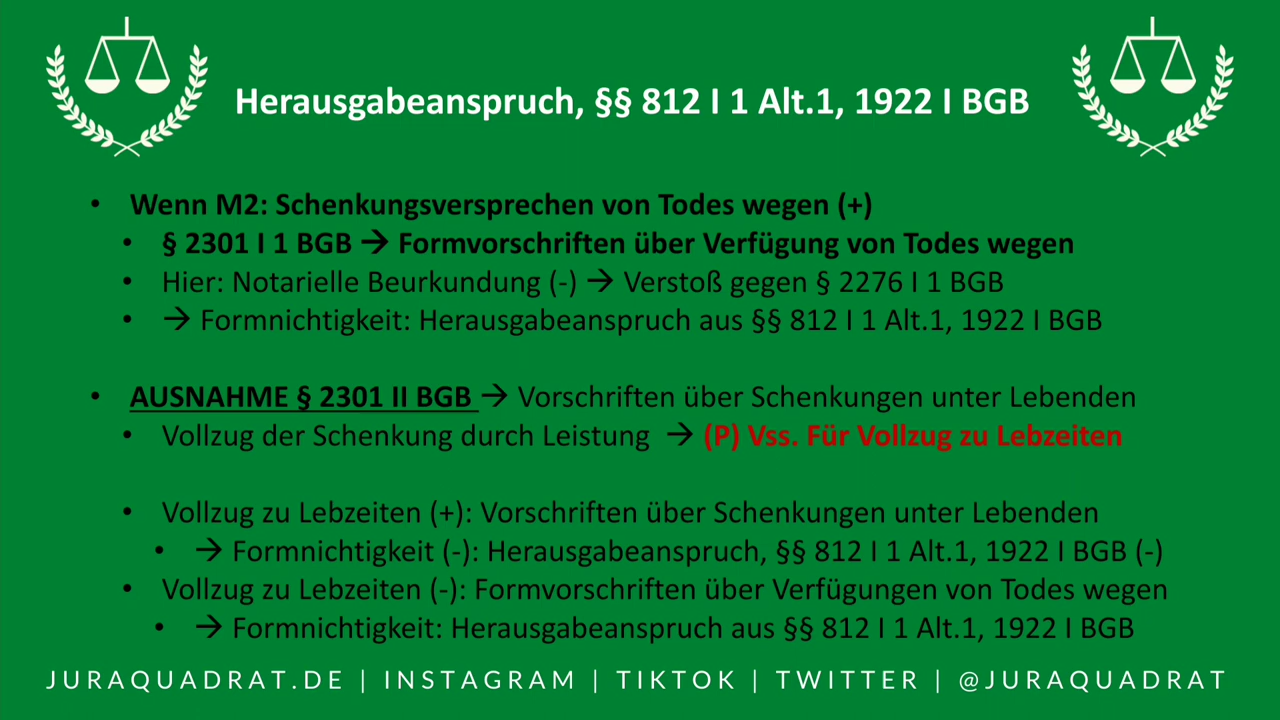 Herausgabeanspruch, §§ 812 I 1 Alt.1, 1922 I BGB
• Wenn M2: Schenkungsversprechen von Todes wegen (+)
• § 2301 I 1 BGB → Formvorschriften über Verfügung von Todes wegen
• Hier: Notarielle Beurkundung (-) → Verstoß gegen § 2276 I 1 BGB
• → Formnichtigkeit: Herausgabeanspruch aus §§ 812 I 1 Alt.1, 1922 I BGB
• AUSNAHME § 2301 II BGB → Vorschriften über Schenkungen unter Lebenden
• Vollzug der Schenkung durch Leistung → (P) Vss. Für Vollzug zu Lebzeiten
• Vollzug zu Lebzeiten (+): Vorschriften über Schenkungen unter Lebenden
• → Formnichtigkeit (-): Herausgabeanspruch, §§ 812 I 1 Alt.1, 1922 I BGB (-)
• Vollzug zu Lebzeiten (-): Formvorschriften über Verfügungen von Todes wegen
• → Formnichtigkeit: Herausgabeanspruch aus §§ 812 I 1 Alt.1, 1922 I BGB
JURAQUADRAT.DE | INSTAGRAM | TIKTOK | TWITTER | @JURAQUADRAT